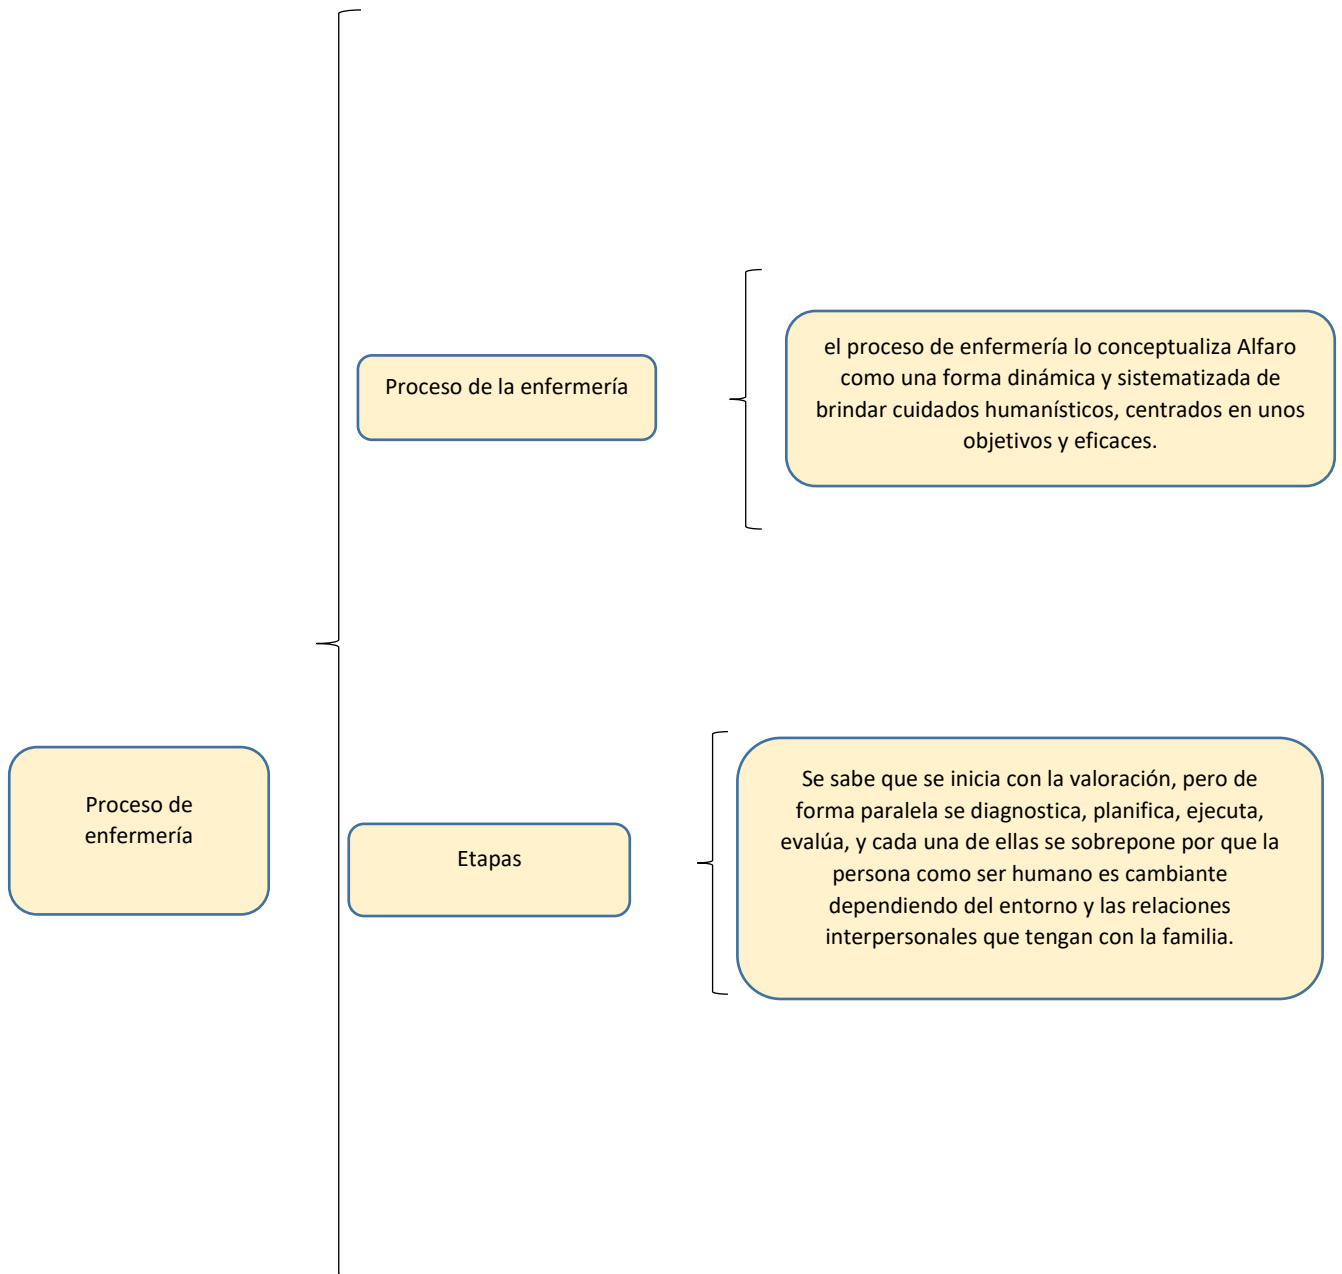 Proceso de la enfermería
el proceso de enfermería lo conceptualiza Alfaro
como una forma dinámica y sistematizada de
brindar cuidados humanísticos, centrados en unos
objetivos y eficaces.
Proceso de
enfermería
Etapas
Se sabe que se inicia con la valoración, pero de
forma paralela se diagnostica, planifica, ejecuta,
evalúa, y cada una de ellas se sobrepone por que la
persona como ser humano es cambiante
dependiendo del entorno y las relaciones
interpersonales que tengan con la familia.